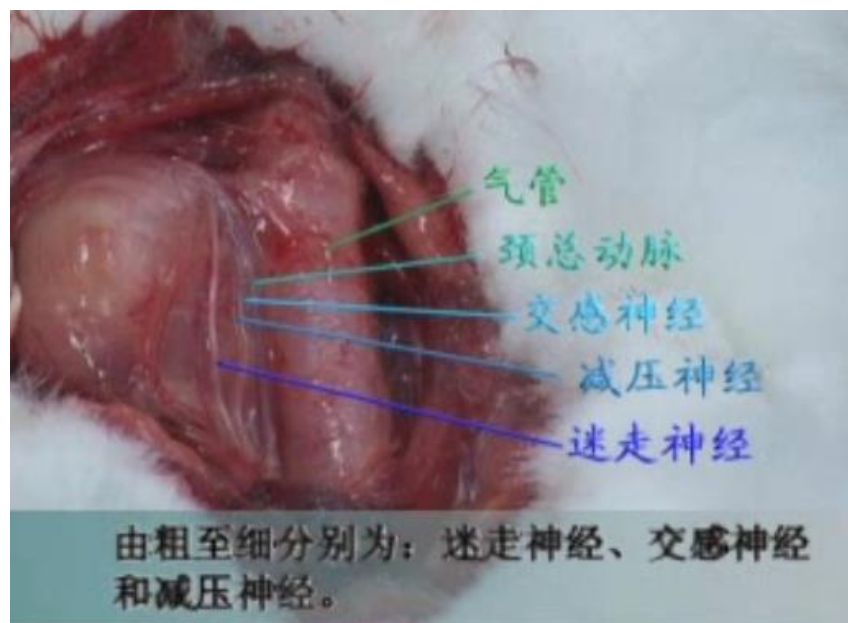 气管
颈总动脉
交感神经
减压神经
迷走神经
由粗至细分别为：迷走神经、交感神经
和减压神经。